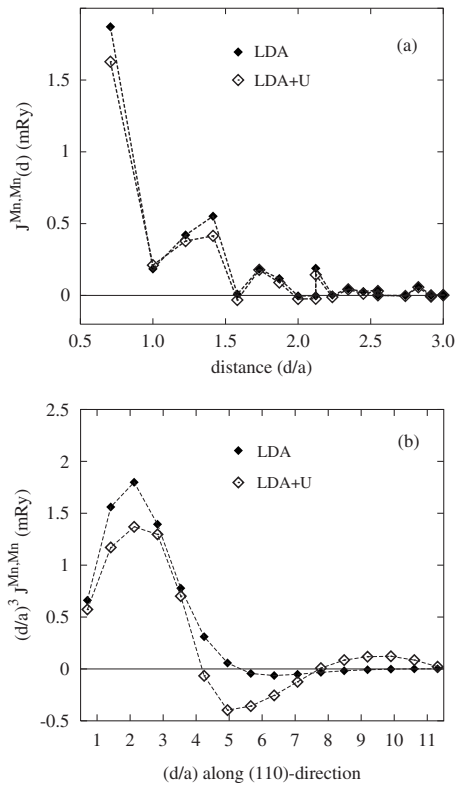 (a)
LDA
LDA+U
1.5
1
0.5
0
J^Mn,Mn(d) (mRy)
0.5 1.0 1.5 2.0 2.5 3.0
distance (d/a)
(b)
LDA
LDA+U
2.5
2
1.5
1
0.5
0
-0.5
(d/a)^3 J^Mn,Mn (mRy)
1 2 3 4 5 6 7 8 9 10 11
(d/a) along (110)-direction